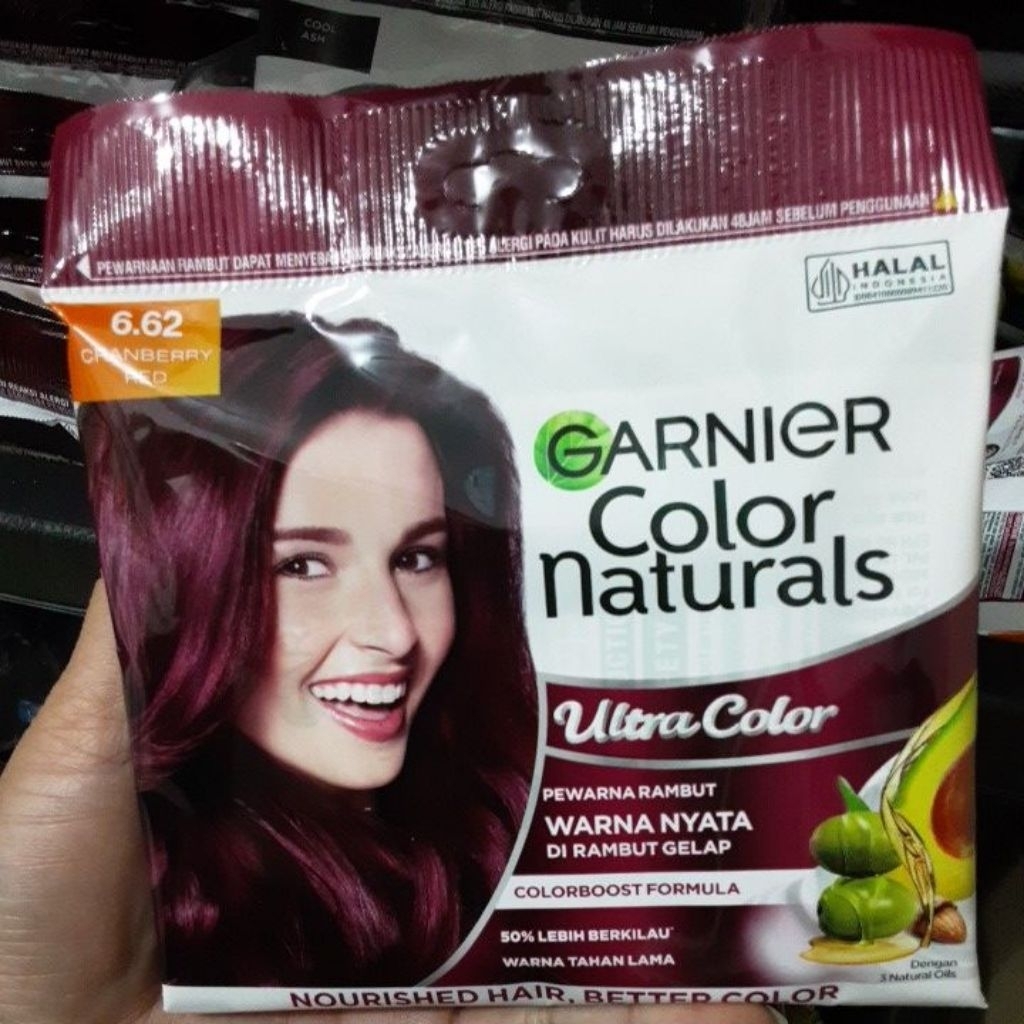 COOL
ASH
PEWARNAAN RAMBUT DAPAT ALERGI PADA KULIT HARUS DILAKUKAN 48JAM SEBELUM PENGGUNAAN
HALAL
INDONESIA
6.62
CRANBERRY
RED
GARNIER
Color
naturals
Ultra Color
PEWARNA RAMBUT
WARNA NYATA
DI RAMBUT GELAP
COLORBOOST FORMULA
50% LEBIH BERKILAU*
WARNA TAHAN LAMA
Dengan
3 Natural Oils
NOURISHED HAIR, BETTER COLOR